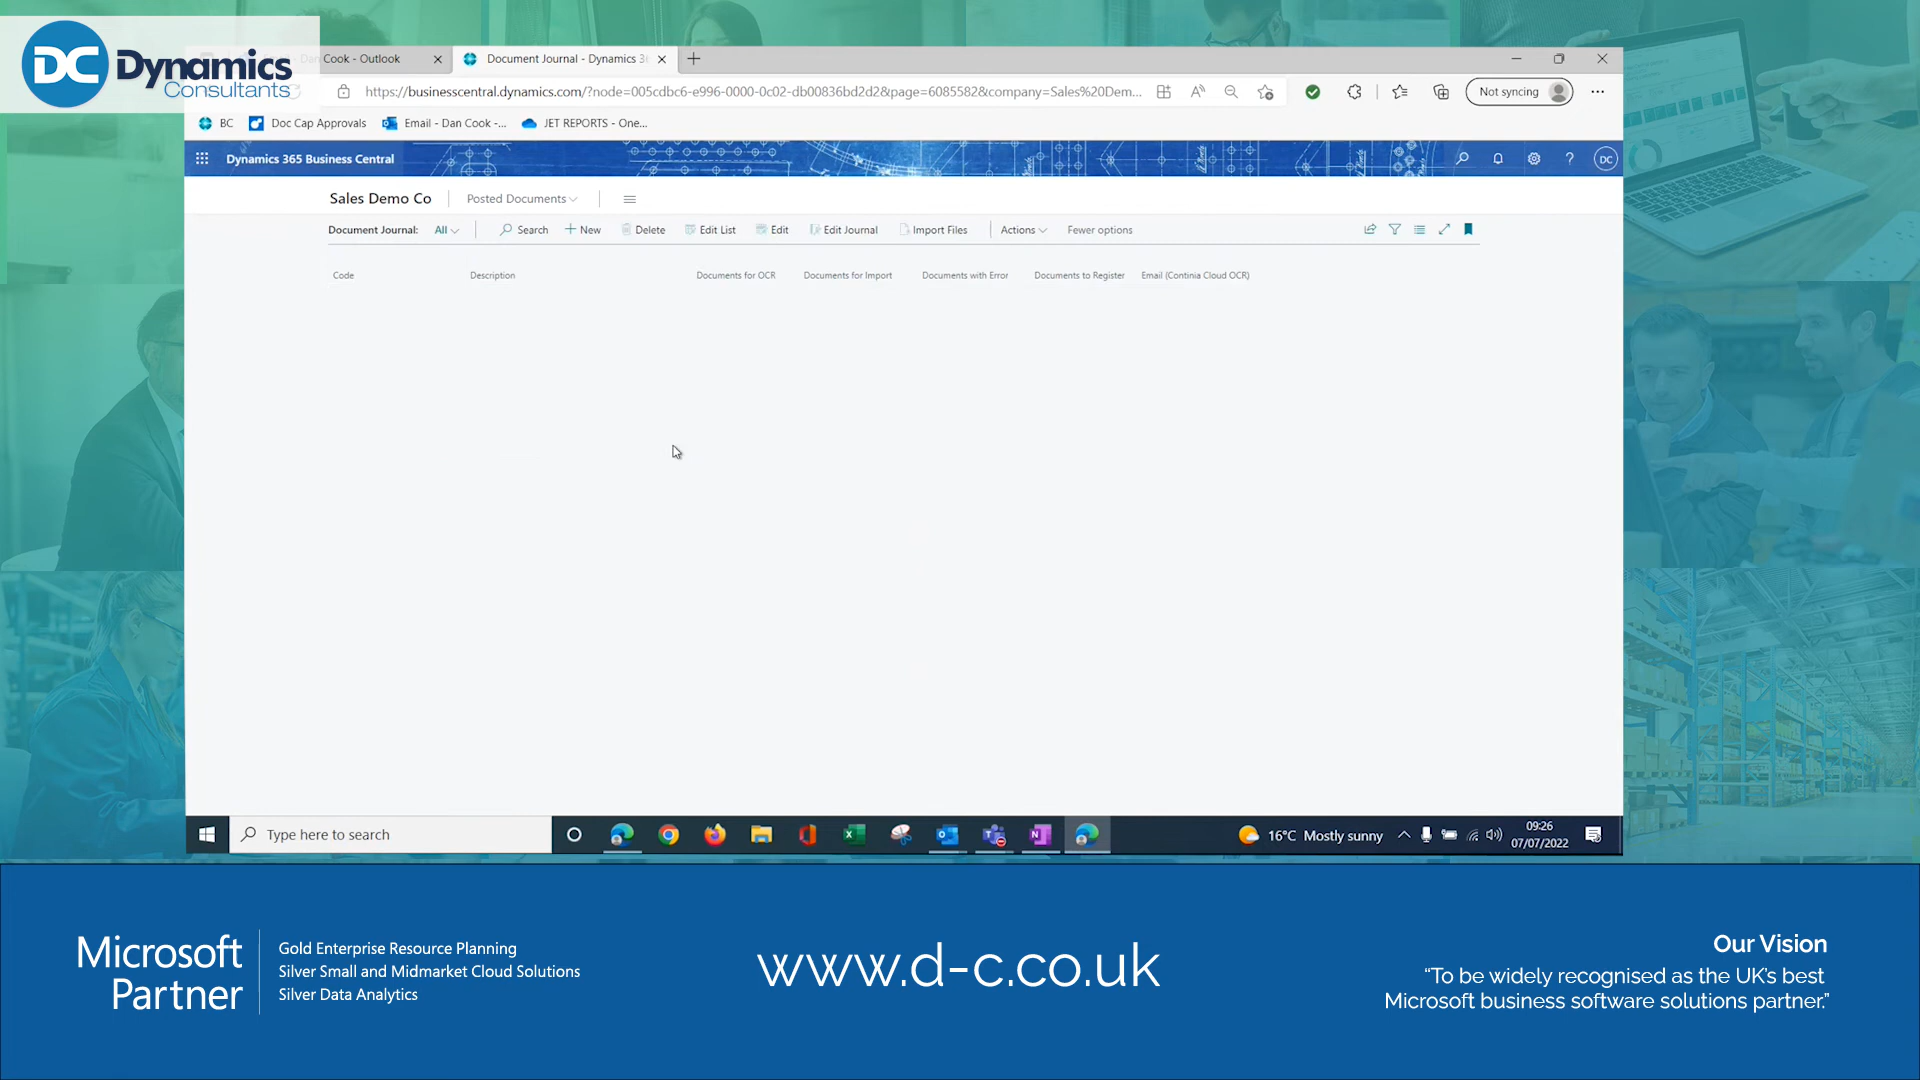 DC Dynamics
Consultants
Dan Cook - Outlook
Document Journal - Dynamics 3
https://businesscentral.dynamics.com/?node=005cdbc6-e996-0000-0c02-db00836bd2d2&page=6085582&company=Sales%20Dem...
Not syncing
BC
Doc Cap Approvals
Email - Dan Cook -...
JET REPORTS - One...
Dynamics 365 Business Central
DC
Sales Demo Co
Posted Documents
Document Journal:
All
Search
New
Delete
Edit List
Edit
Edit Journal
Import Files
Actions
Fewer options
Code
Description
Documents for OCR
Documents for Import
Documents with Error
Documents to Register
Email (Continia Cloud OCR)
Type here to search
16°C Mostly sunny
09:26
07/07/2022
Microsoft
Partner
Gold Enterprise Resource Planning
Silver Small and Midmarket Cloud Solutions
Silver Data Analytics
www.d-c.co.uk
Our Vision
“To be widely recognised as the UK's best
Microsoft business software solutions partner.”